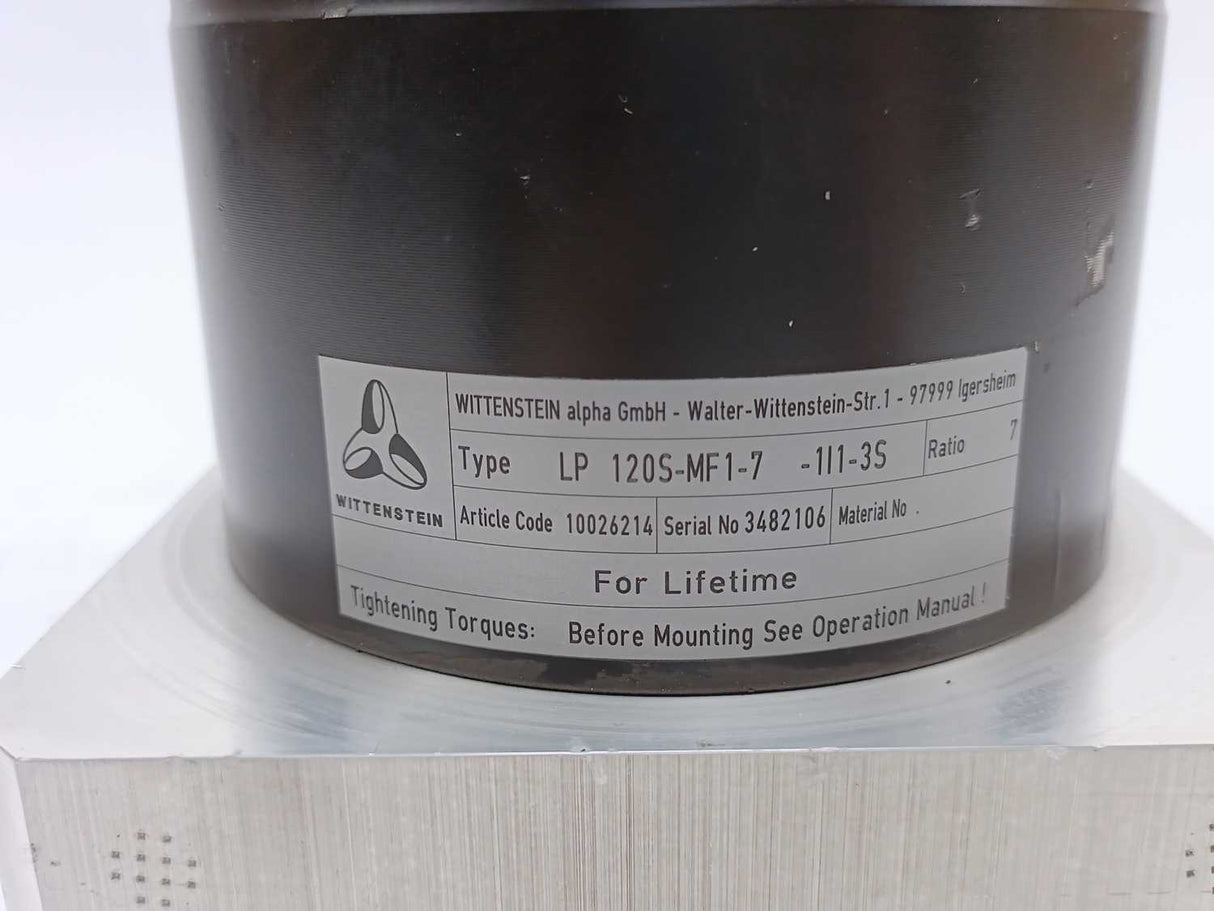 WITTENSTEIN
WITTENSTEIN alpha GmbH - Walter-Wittenstein-Str.1 - 97999 Igersheim
Type LP 120S-MF1-7 -1I1-3S Ratio 7
Article Code 10026214 Serial No 3482106 Material No .
For Lifetime
Tightening Torques: Before Mounting See Operation Manual !